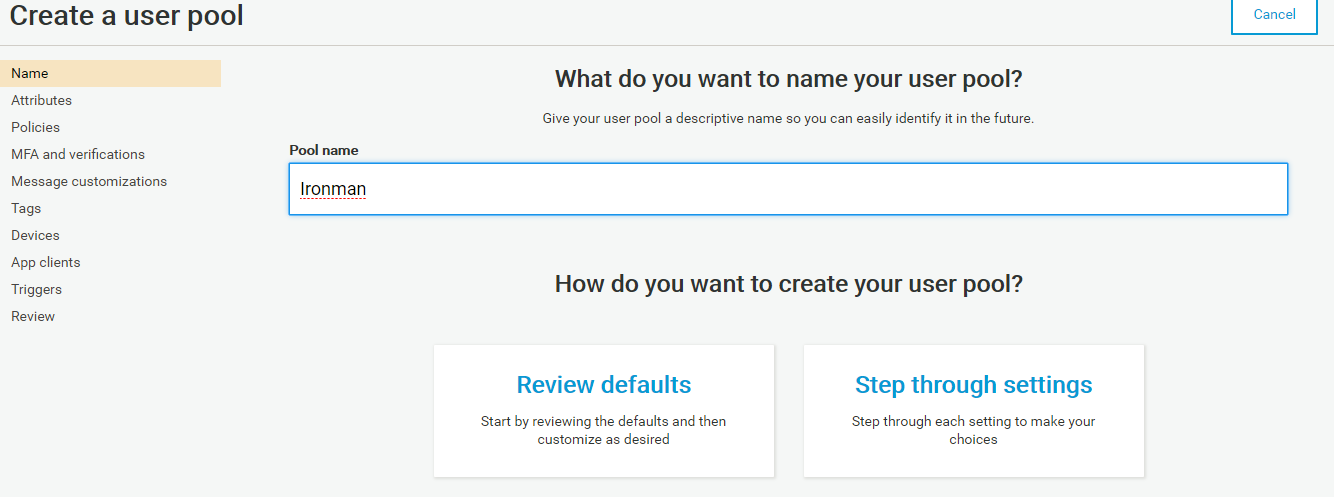 Create a user pool
Cancel
Name
Attributes
Policies
MFA and verifications
Message customizations
Tags
Devices
App clients
Triggers
Review
What do you want to name your user pool?
Give your user pool a descriptive name so you can easily identify it in the future.
Pool name
Ironman
How do you want to create your user pool?
Review defaults
Start by reviewing the defaults and then
customize as desired
Step through settings
Step through each setting to make your
choices